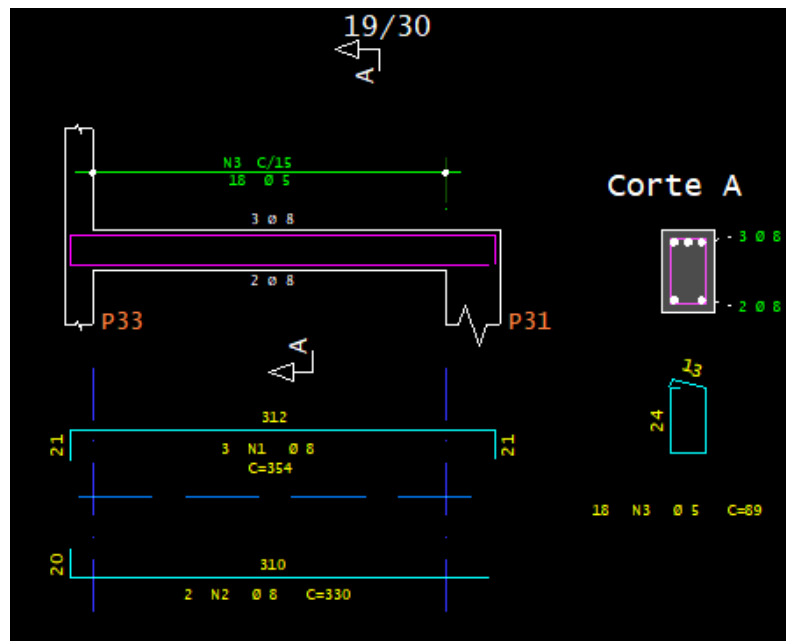 19/30
A
N3 C/15
18 Ø 5
Corte A
3 Ø 8
3 Ø 8
2 Ø 8
2 Ø 8
P33
P31
A
13
312
21
21
24
3 N1 Ø 8
C=354
18 N3 Ø 5 C=89
20
310
2 N2 Ø 8 C=330